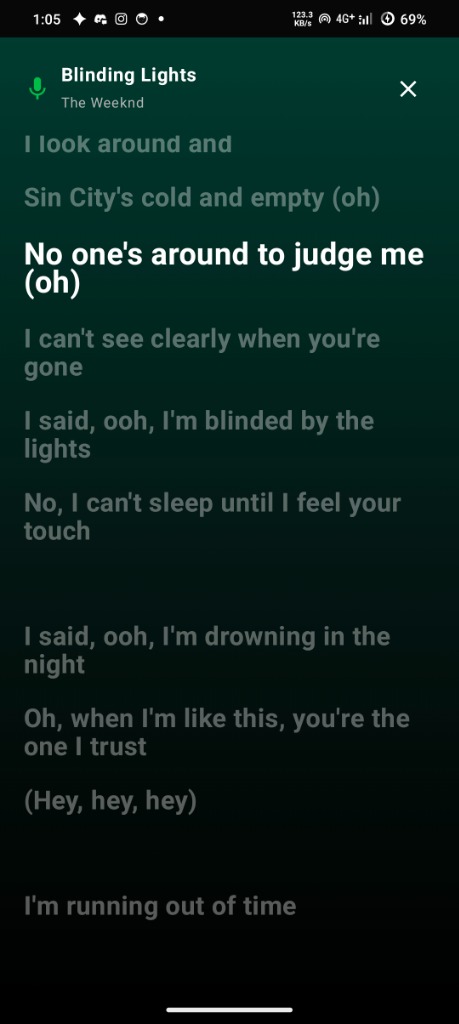 1:05
123.3
KB/s
4G+
69%
Blinding Lights
The Weeknd
I look around and
Sin City's cold and empty (oh)
No one's around to judge me
(oh)
I can't see clearly when you're
gone
I said, ooh, I'm blinded by the
lights
No, I can't sleep until I feel your
touch
I said, ooh, I'm drowning in the
night
Oh, when I'm like this, you're the
one I trust
(Hey, hey, hey)
I'm running out of time